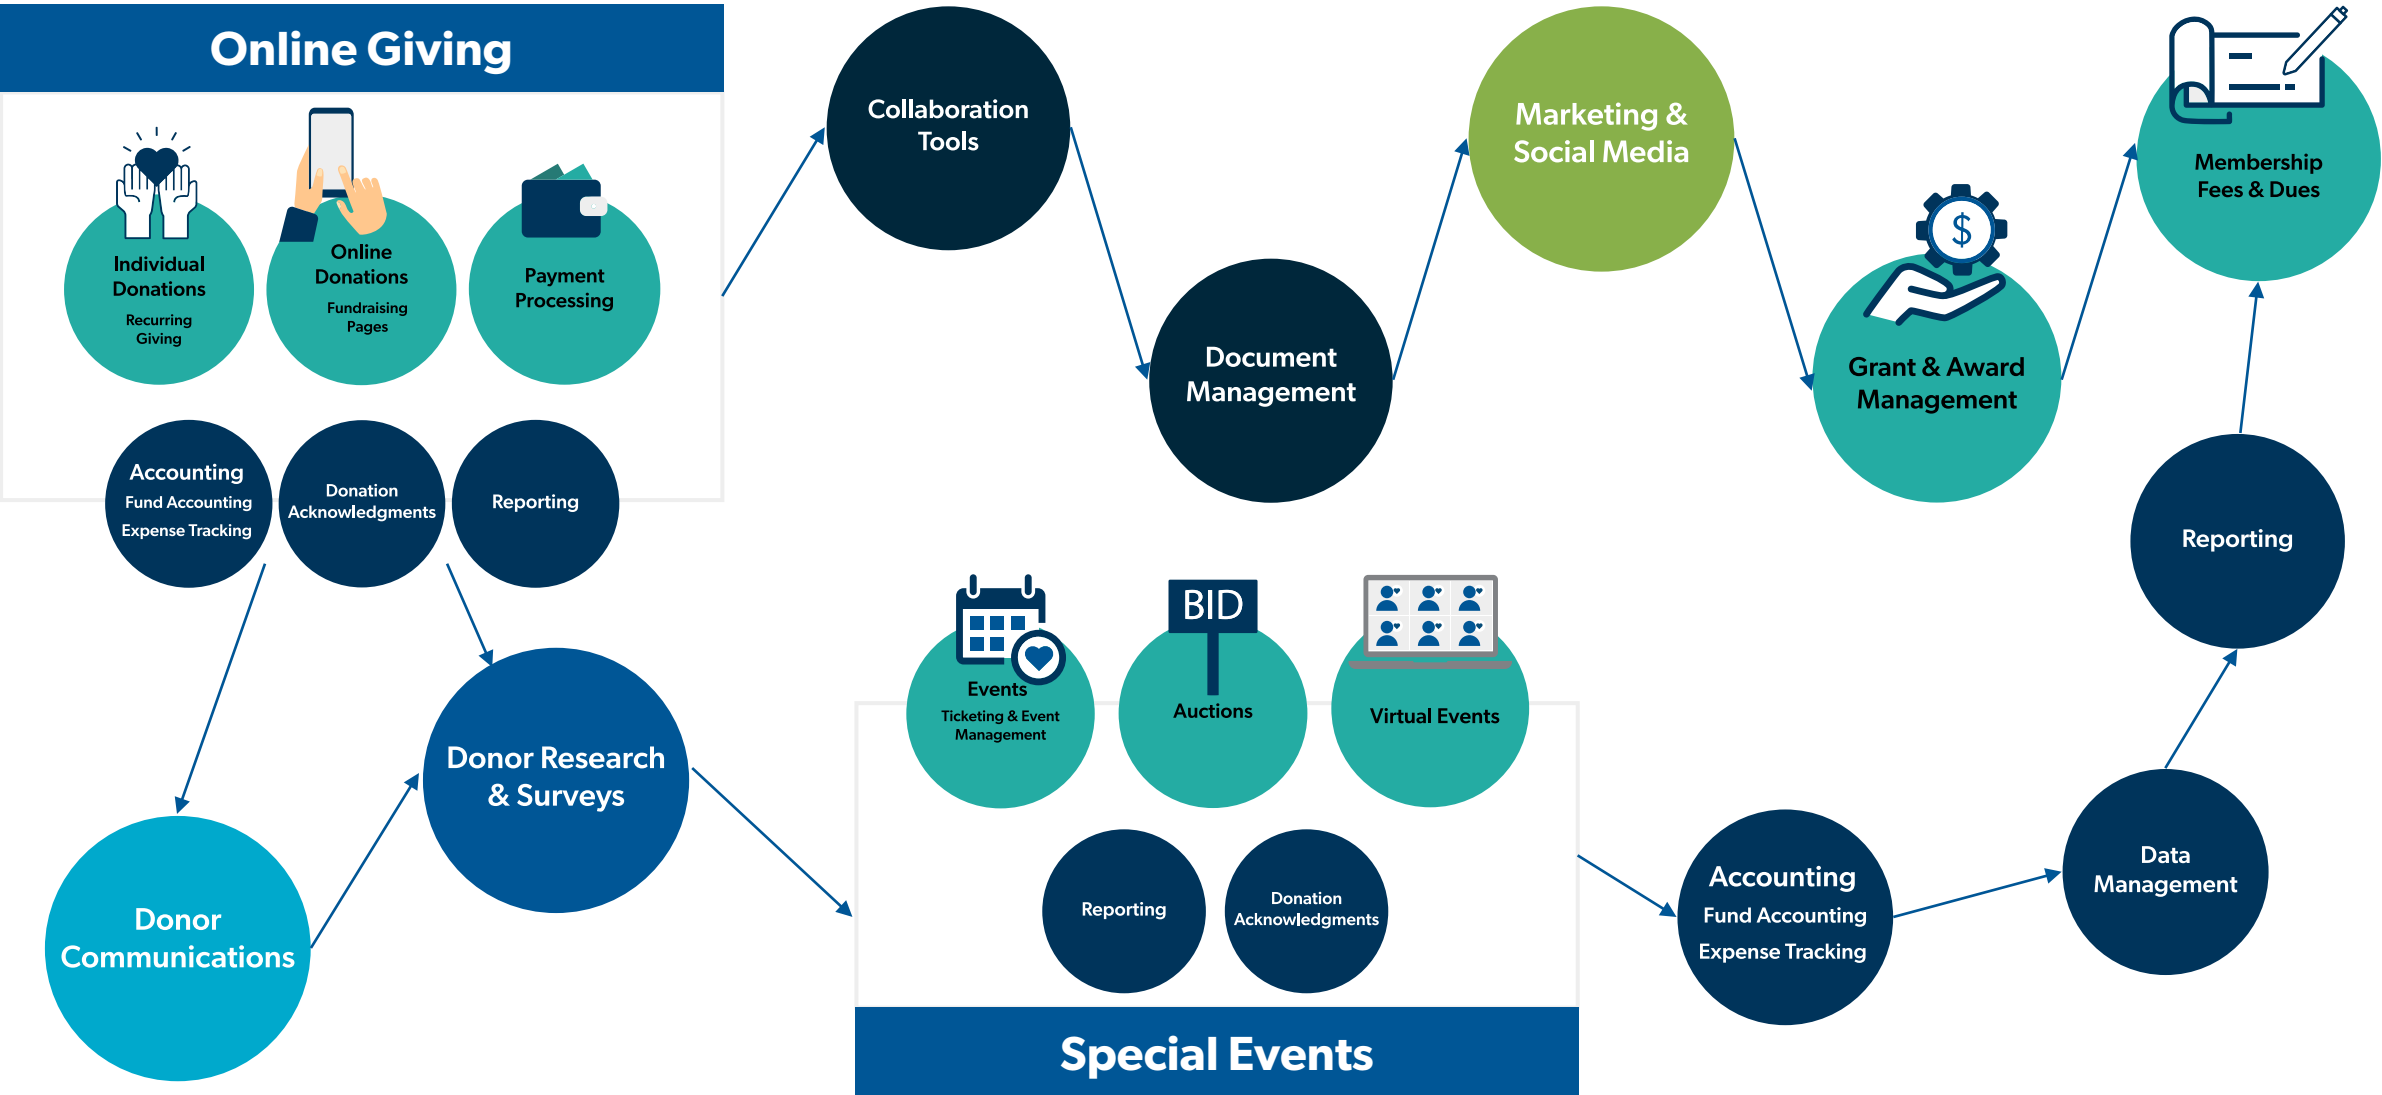 Online Giving
Individual
Donations
Recurring
Giving
Online
Donations
Fundraising
Pages
Payment
Processing
Accounting
Fund Accounting
Expense Tracking
Donation
Acknowledgments
Reporting
Collaboration
Tools
Document
Management
Marketing &
Social Media
$
Grant & Award
Management
Membership
Fees & Dues
Donor
Communications
Donor Research
& Surveys
Events
Ticketing & Event
Management
BID
Auctions
Virtual Events
Reporting
Donation
Acknowledgments
Special Events
Accounting
Fund Accounting
Expense Tracking
Data
Management
Reporting